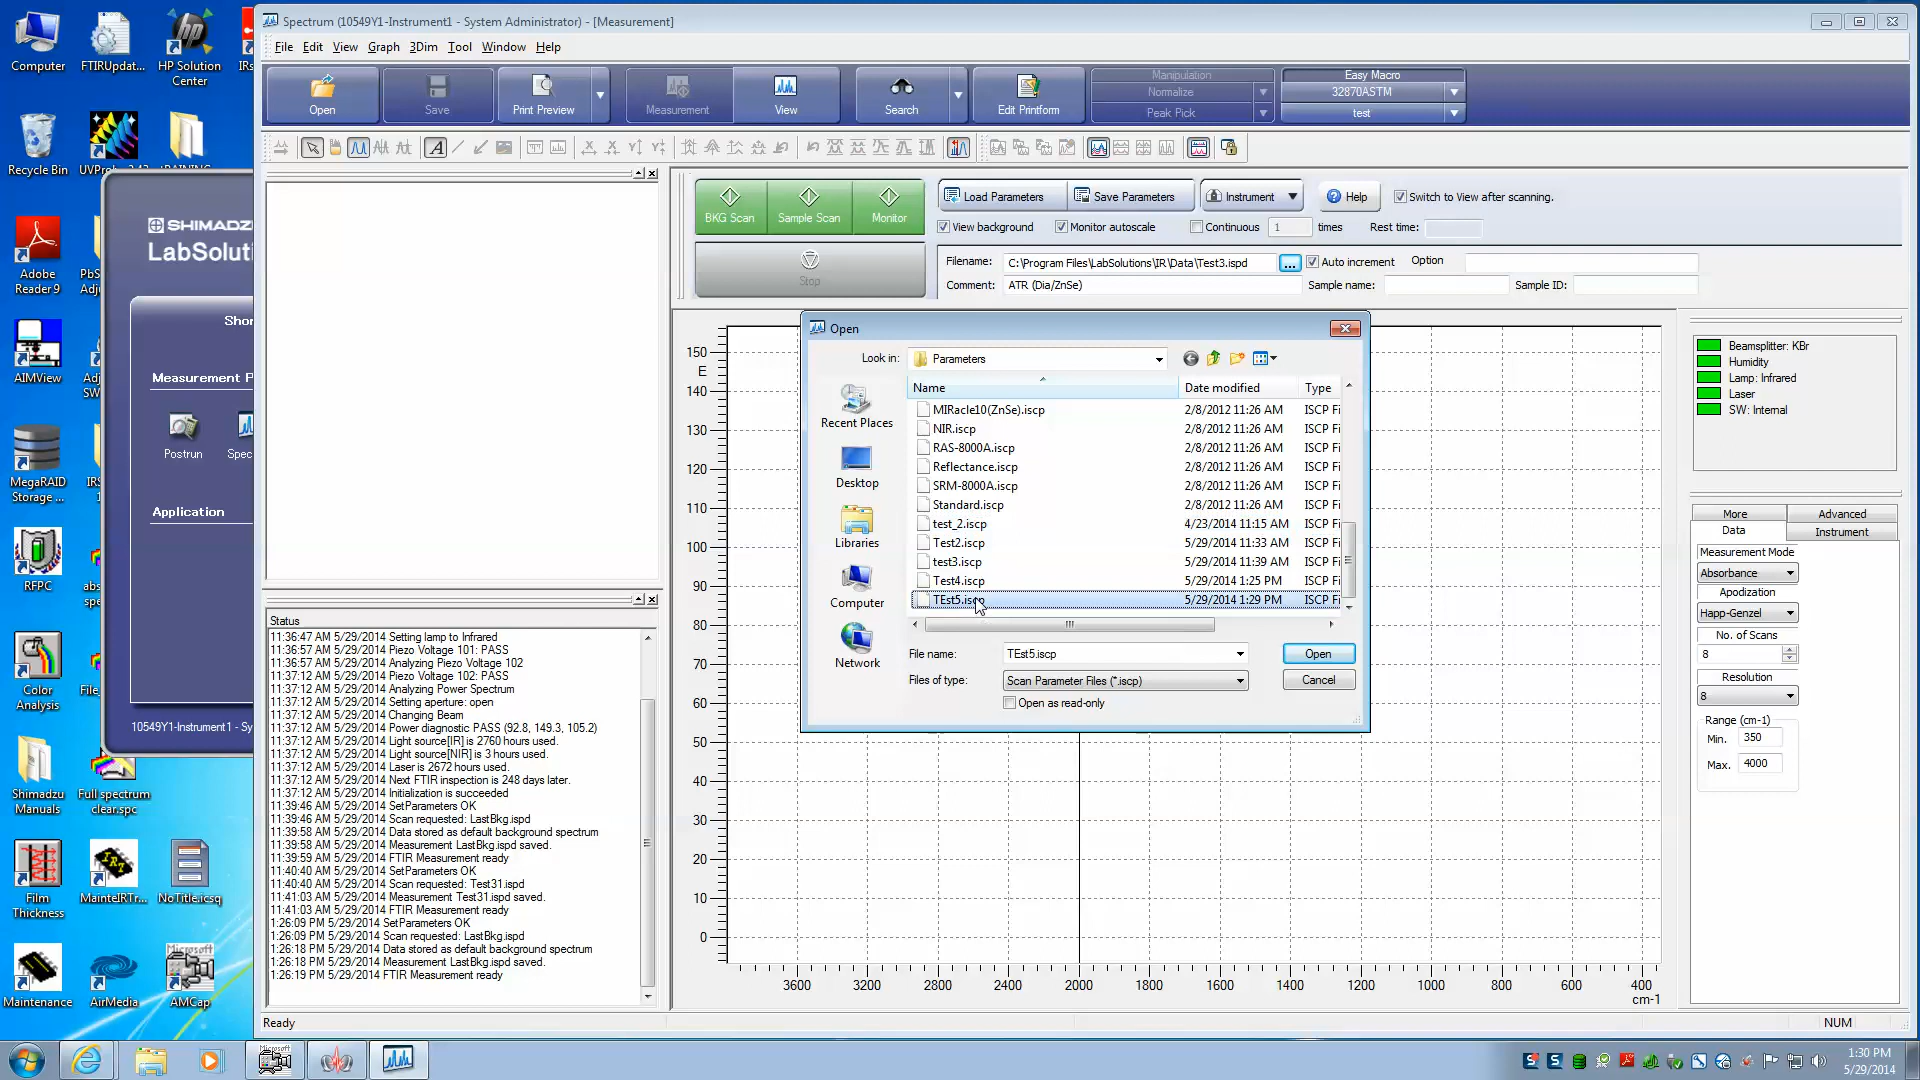 Computer
FTIRUpdat...
HP Solution
Center
IRs
Recycle Bin
UVPro
Adobe
Reader 9
AIMView
MegaRAID
Storage ...
RFPC
Color
Analysis
Shimadzu
Manuals
Full spectrum
clear.spc
Film
Thickness
MainteIRTr...
NoTitle.icsq
Maintenance
AirMedia
Microsoft
AMCap
SHIMADZ
LabSoluti
Shor
Measurement P
Postrun
Spec
Application
10549Y1-Instrument1 - Sy
Spectrum (10549Y1-Instrument1 - System Administrator) - [Measurement]
File Edit View Graph 3Dim Tool Window Help
Open
Save
Print Preview
Measurement
View
Search
Edit Printform
Manipulation
Normalize
Peak Pick
Easy Macro
32870ASTM
test
BKG Scan
Sample Scan
Monitor
Stop
Load Parameters
Save Parameters
Instrument
Help
Switch to View after scanning.
View background
Monitor autoscale
Continuous
1
times
Rest time:
Filename:
C:\Program Files\LabSolutions\IR\Data\Test3.ispd
...
Auto increment
Option
Comment:
ATR (Dia/ZnSe)
Sample name:
Sample ID:
Open
Look in:
Parameters
Recent Places
Desktop
Libraries
Computer
Network
Name Date modified Type
MIRacle10(ZnSe).iscp 2/8/2012 11:26 AM ISCP Fi
NIR.iscp 2/8/2012 11:26 AM ISCP Fi
RAS-8000A.iscp 2/8/2012 11:26 AM ISCP Fi
Reflectance.iscp 2/8/2012 11:26 AM ISCP Fi
SRM-8000A.iscp 2/8/2012 11:26 AM ISCP Fi
Standard.iscp 2/8/2012 11:26 AM ISCP Fi
test_2.iscp 4/23/2014 11:15 AM ISCP Fi
Test2.iscp 5/29/2014 11:33 AM ISCP Fi
test3.iscp 5/29/2014 11:39 AM ISCP Fi
Test4.iscp 5/29/2014 1:25 PM ISCP Fi
TEst5.iscp 5/29/2014 1:29 PM ISCP Fi
File name:
TEst5.iscp
Open
Files of type:
Scan Parameter Files (*.iscp)
Cancel
Open as read-only
150
E
140
130
120
110
100
90
80
70
60
50
40
30
20
10
0
3600 3200 2800 2400 2000 1800 1600 1400 1200 1000 800 600 400
cm-1
Beamsplitter: KBr
Humidity
Lamp: Infrared
Laser
SW: Internal
More
Advanced
Data
Instrument
Measurement Mode
Absorbance
Apodization
Happ-Genzel
No. of Scans
8
Resolution
8
Range (cm-1)
Min. 350
Max. 4000
Status
11:36:47 AM 5/29/2014 Setting lamp to Infrared
11:36:57 AM 5/29/2014 Piezo Voltage 101: PASS
11:36:57 AM 5/29/2014 Analyzing Piezo Voltage 102
11:37:12 AM 5/29/2014 Piezo Voltage 102: PASS
11:37:12 AM 5/29/2014 Analyzing Power Spectrum
11:37:12 AM 5/29/2014 Setting aperture: open
11:37:12 AM 5/29/2014 Changing Beam
11:37:12 AM 5/29/2014 Power diagnostic PASS (92.8, 149.3, 105.2)
11:37:12 AM 5/29/2014 Light source[IR] is 2760 hours used.
11:37:12 AM 5/29/2014 Light source[NIR] is 3 hours used.
11:37:12 AM 5/29/2014 Laser is 2672 hours used.
11:37:12 AM 5/29/2014 Next FTIR inspection is 248 days later.
11:37:12 AM 5/29/2014 Initialization is succeeded
11:39:46 AM 5/29/2014 SetParameters OK
11:39:46 AM 5/29/2014 Scan requested: LastBkg.ispd
11:39:58 AM 5/29/2014 Data stored as default background spectrum
11:39:58 AM 5/29/2014 Measurement LastBkg.ispd saved.
11:39:59 AM 5/29/2014 FTIR Measurement ready
11:40:40 AM 5/29/2014 SetParameters OK
11:40:40 AM 5/29/2014 Scan requested: Test31.ispd
11:41:03 AM 5/29/2014 Measurement Test31.ispd saved.
11:41:03 AM 5/29/2014 FTIR Measurement ready
1:26:09 PM 5/29/2014 SetParameters OK
1:26:09 PM 5/29/2014 Scan requested: LastBkg.ispd
1:26:18 PM 5/29/2014 Data stored as default background spectrum
1:26:18 PM 5/29/2014 Measurement LastBkg.ispd saved.
1:26:19 PM 5/29/2014 FTIR Measurement ready
Ready
NUM
1:30 PM
5/29/2014